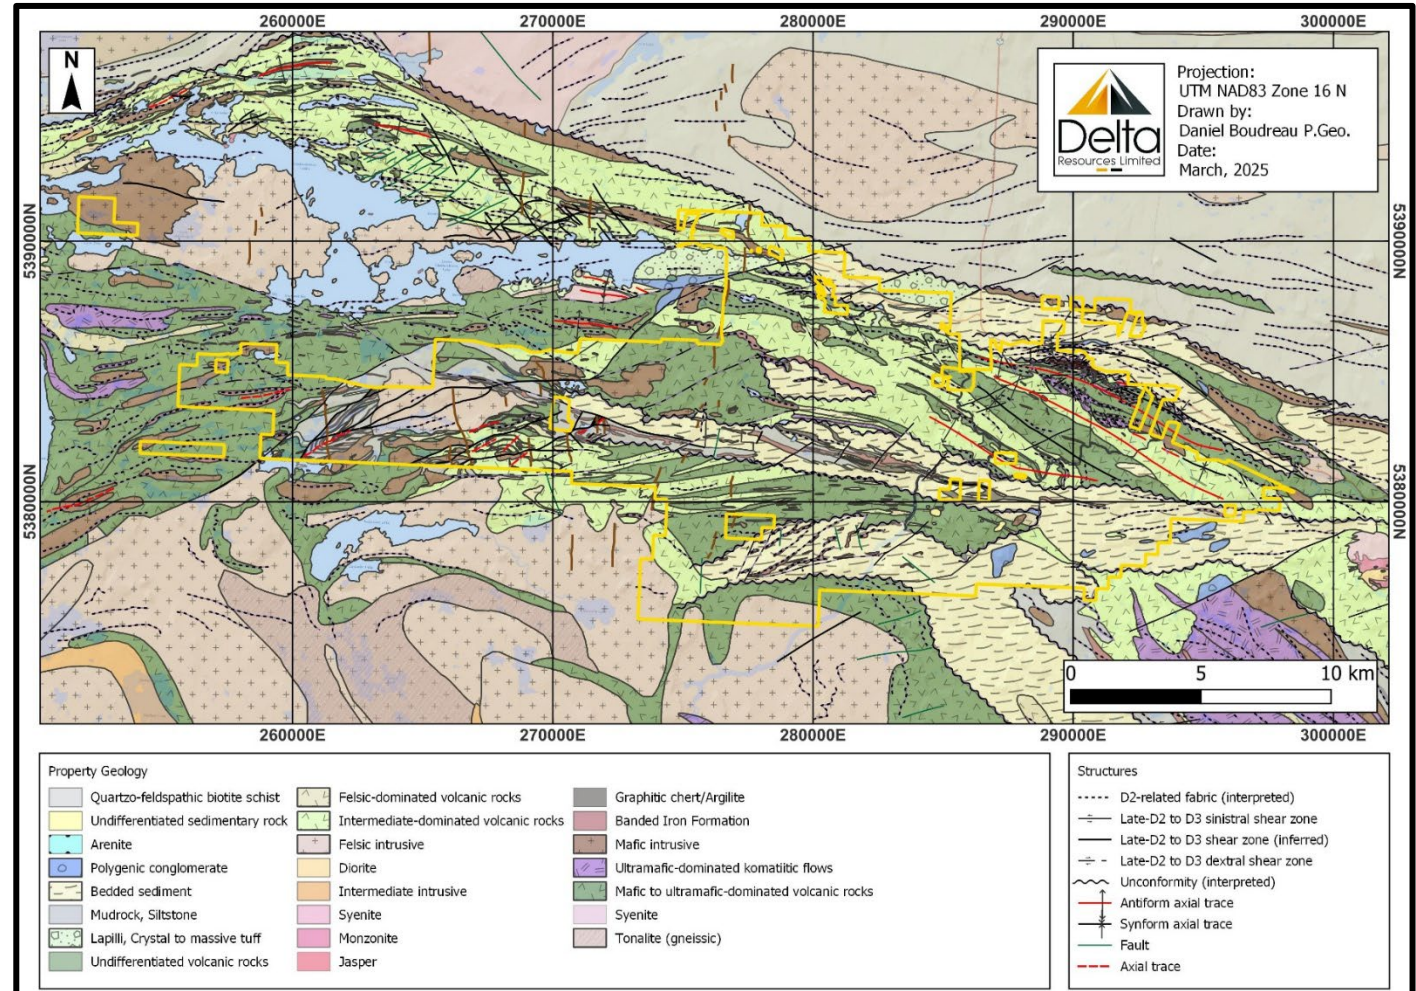 260000E
270000E
280000E
290000E
300000E
N
Delta
Resources Limited
Projection:
UTM NAD83 Zone 16 N
Drawn by:
Daniel Boudreau P.Geo.
Date:
March, 2025
5390000N
5390000N
5380000N
5380000N
0 5 10 km
260000E
270000E
280000E
290000E
300000E
Property Geology
Quartzo-feldspathic biotite schist
Undifferentiated sedimentary rock
Arenite
Polygenic conglomerate
Bedded sediment
Mudrock, Siltstone
Lapilli, Crystal to massive tuff
Undifferentiated volcanic rocks
Felsic-dominated volcanic rocks
Intermediate-dominated volcanic rocks
Felsic intrusive
Diorite
Intermediate intrusive
Syenite
Monzonite
Jasper
Graphitic chert/Argilite
Banded Iron Formation
Mafic intrusive
Ultramafic-dominated komatiitic flows
Mafic to ultramafic-dominated volcanic rocks
Syenite
Tonalite (gneissic)
Structures
D2-related fabric (interpreted)
Late-D2 to D3 sinistral shear zone
Late-D2 to D3 shear zone (inferred)
Late-D2 to D3 dextral shear zone
Unconformity (interpreted)
Antiform axial trace
Synform axial trace
Fault
Axial trace